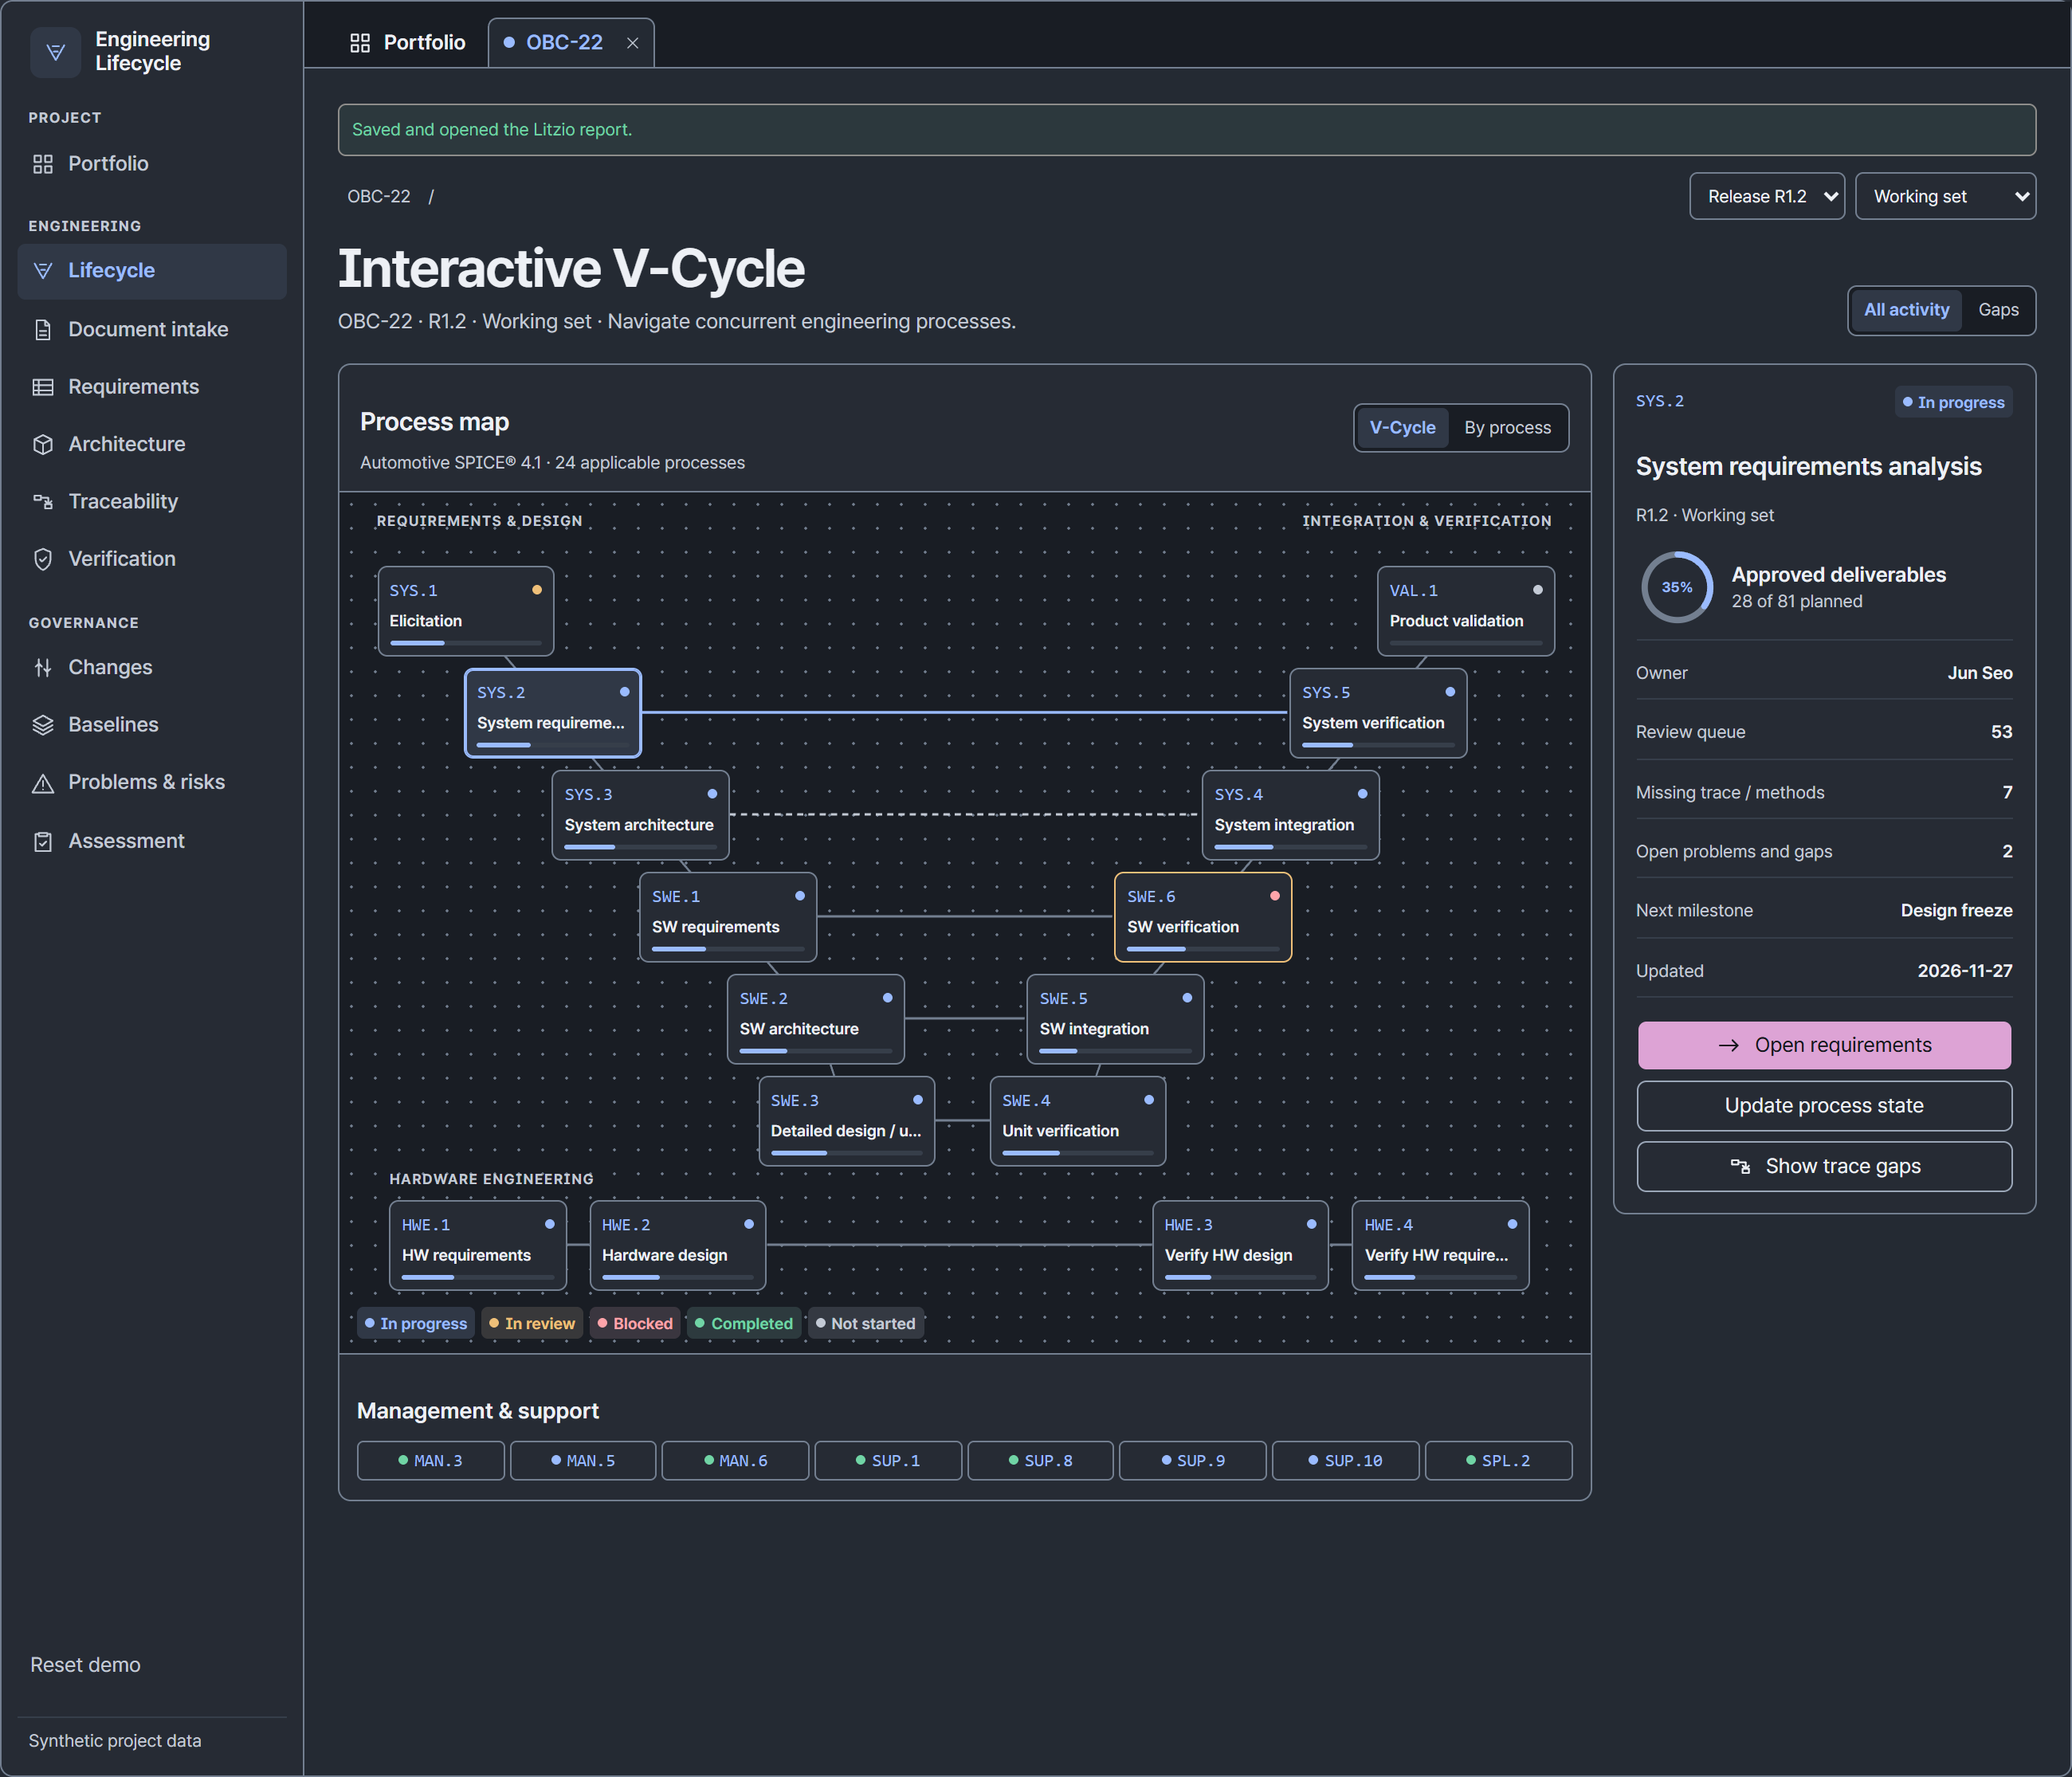 Engineering
Lifecycle
PROJECT
Portfolio
ENGINEERING
Lifecycle
Document intake
Requirements
Architecture
Traceability
Verification
GOVERNANCE
Changes
Baselines
Problems & risks
Assessment
Reset demo
Synthetic project data
Portfolio
OBC-22
Saved and opened the Litzio report.
OBC-22 /
Release R1.2
Working set
Interactive V-Cycle
OBC-22 · R1.2 · Working set · Navigate concurrent engineering processes.
All activity
Gaps
Process map
Automotive SPICE® 4.1 · 24 applicable processes
V-Cycle
By process
REQUIREMENTS & DESIGN
INTEGRATION & VERIFICATION
SYS.1
Elicitation
VAL.1
Product validation
SYS.2
System requireme...
SYS.5
System verification
SYS.3
System architecture
SYS.4
System integration
SWE.1
SW requirements
SWE.6
SW verification
SWE.2
SW architecture
SWE.5
SW integration
SWE.3
Detailed design / u...
SWE.4
Unit verification
HARDWARE ENGINEERING
HWE.1
HW requirements
HWE.2
Hardware design
HWE.3
Verify HW design
HWE.4
Verify HW require...
In progress
In review
Blocked
Completed
Not started
Management & support
MAN.3
MAN.5
MAN.6
SUP.1
SUP.8
SUP.9
SUP.10
SPL.2
SYS.2
In progress
System requirements analysis
R1.2 · Working set
35%
Approved deliverables
28 of 81 planned
Owner
Jun Seo
Review queue
53
Missing trace / methods
7
Open problems and gaps
2
Next milestone
Design freeze
Updated
2026-11-27
Open requirements
Update process state
Show trace gaps